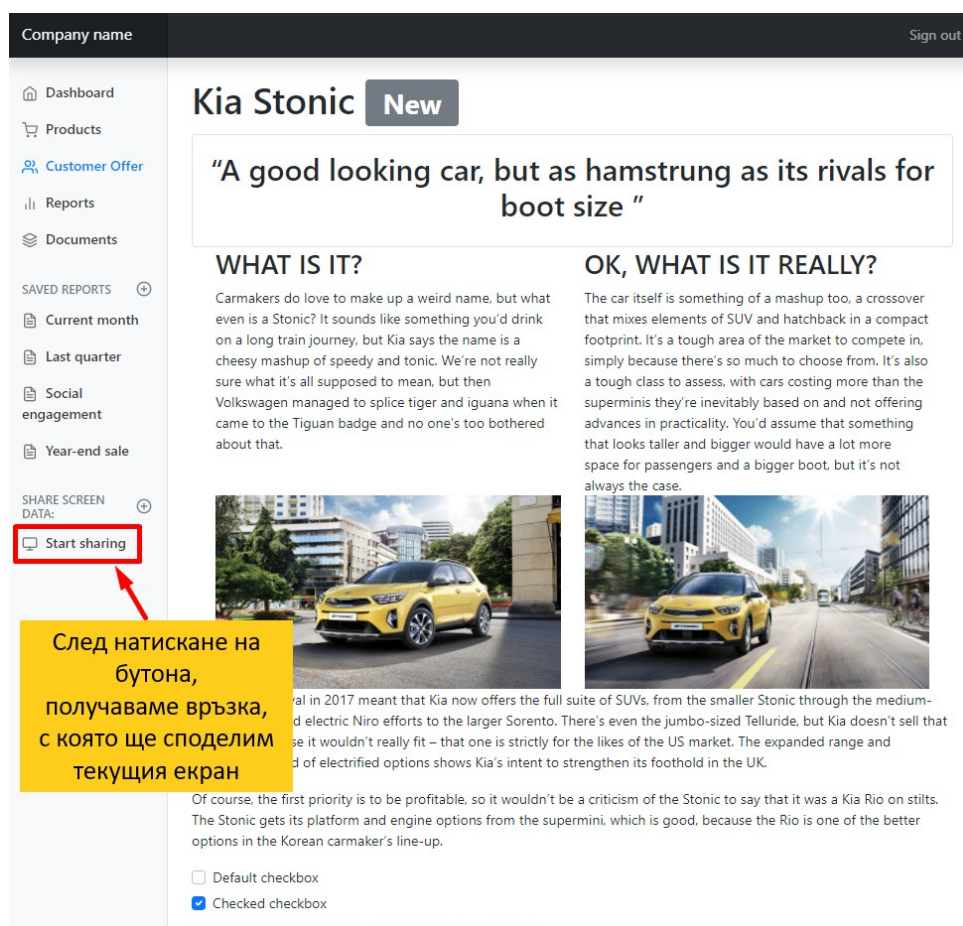 Company name
Sign out
Dashboard
Products
Customer Offer
Reports
Documents
SAVED REPORTS
Current month
Last quarter
Social
engagement
Year-end sale
SHARE SCREEN
DATA:
Start sharing
След натискане на
бутона,
получаваме връзка,
с която ще споделим
текущия екран
Kia Stonic New
“A good looking car, but as hamstrung as its rivals for
boot size ”
WHAT IS IT?
Carmakers do love to make up a weird name, but what
even is a Stonic? It sounds like something you’d drink
on a long train journey, but Kia says the name is a
cheesy mashup of speedy and tonic. We’re not really
sure what it’s all supposed to mean, but then
Volkswagen managed to splice tiger and iguana when it
came to the Tiguan badge and no one’s too bothered
about that.
OK, WHAT IS IT REALLY?
The car itself is something of a mashup too, a crossover
that mixes elements of SUV and hatchback in a compact
footprint. It’s a tough area of the market to compete in,
simply because there’s so much to choose from. It’s also
a tough class to assess, with cars costing more than the
superminis they’re inevitably based on and not offering
advances in practicality. You’d assume that something
that looks taller and bigger would have a lot more
space for passengers and a bigger boot, but it’s not
always the case.
in 2017 meant that Kia now offers the full suite of SUVs, from the smaller Stonic through the medium-
electric Niro efforts to the larger Sorento. There’s even the jumbo-sized Telluride, but Kia doesn’t sell that
it wouldn’t really fit – that one is strictly for the likes of the US market. The expanded range and
of electrified options shows Kia’s intent to strengthen its foothold in the UK.
Of course, the first priority is to be profitable, so it wouldn’t be a criticism of the Stonic to say that it was a Kia Rio on stilts.
The Stonic gets its platform and engine options from the supermini, which is good, because the Rio is one of the better
options in the Korean carmaker’s line-up.
Default checkbox
Checked checkbox